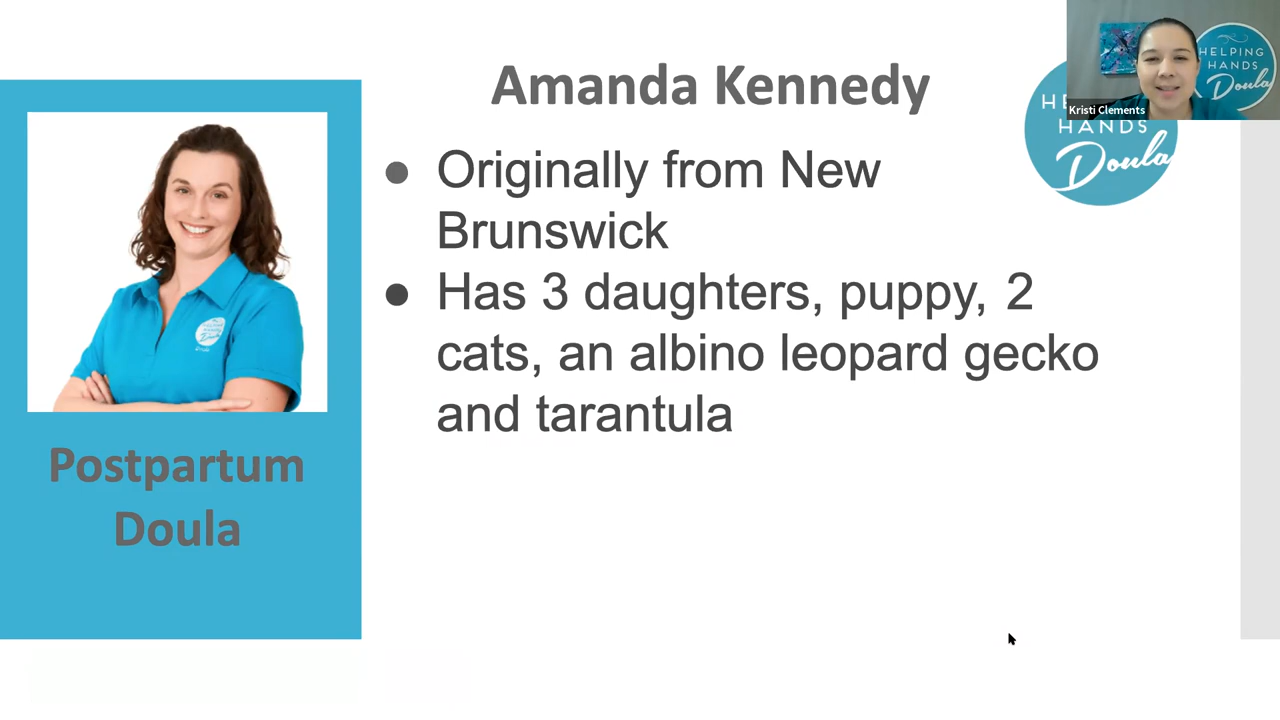 Amanda Kennedy
● Originally from New
Brunswick
● Has 3 daughters, puppy, 2
cats, an albino leopard gecko
and tarantula
Postpartum
Doula
HELPING
HANDS
Doula
Kristi Clements
HE
HANDS
Doula